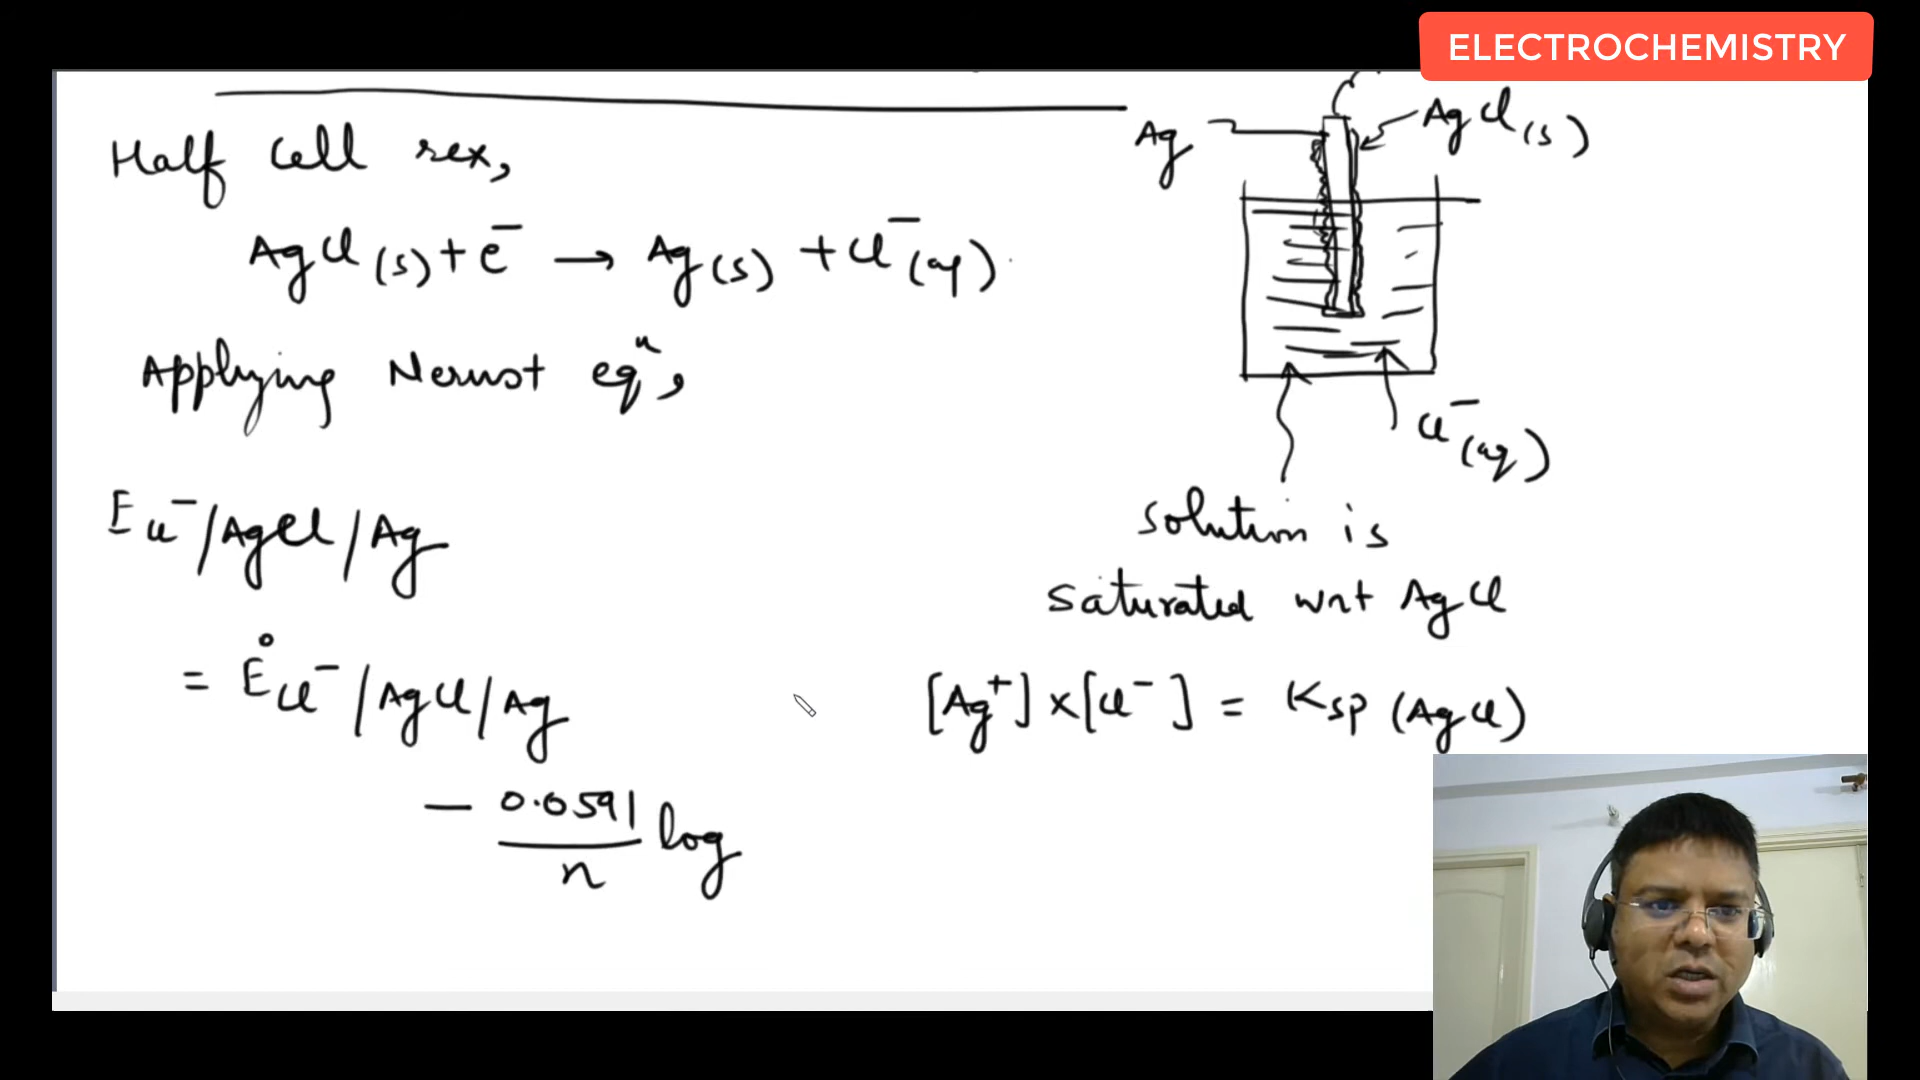 ELECTROCHEMISTRY
Half Cell rex,
AgCl(s) + e⁻ → Ag(s) + Cl⁻(aq)
Applying Nernst eqⁿ,
E Cl⁻/AgCl/Ag
= E° Cl⁻/AgCl/Ag
− 0.0591/n log
Ag
AgCl(s)
Cl⁻(aq)
solution is
saturated wrt AgCl
[Ag⁺] × [Cl⁻] = Ksp (AgCl)